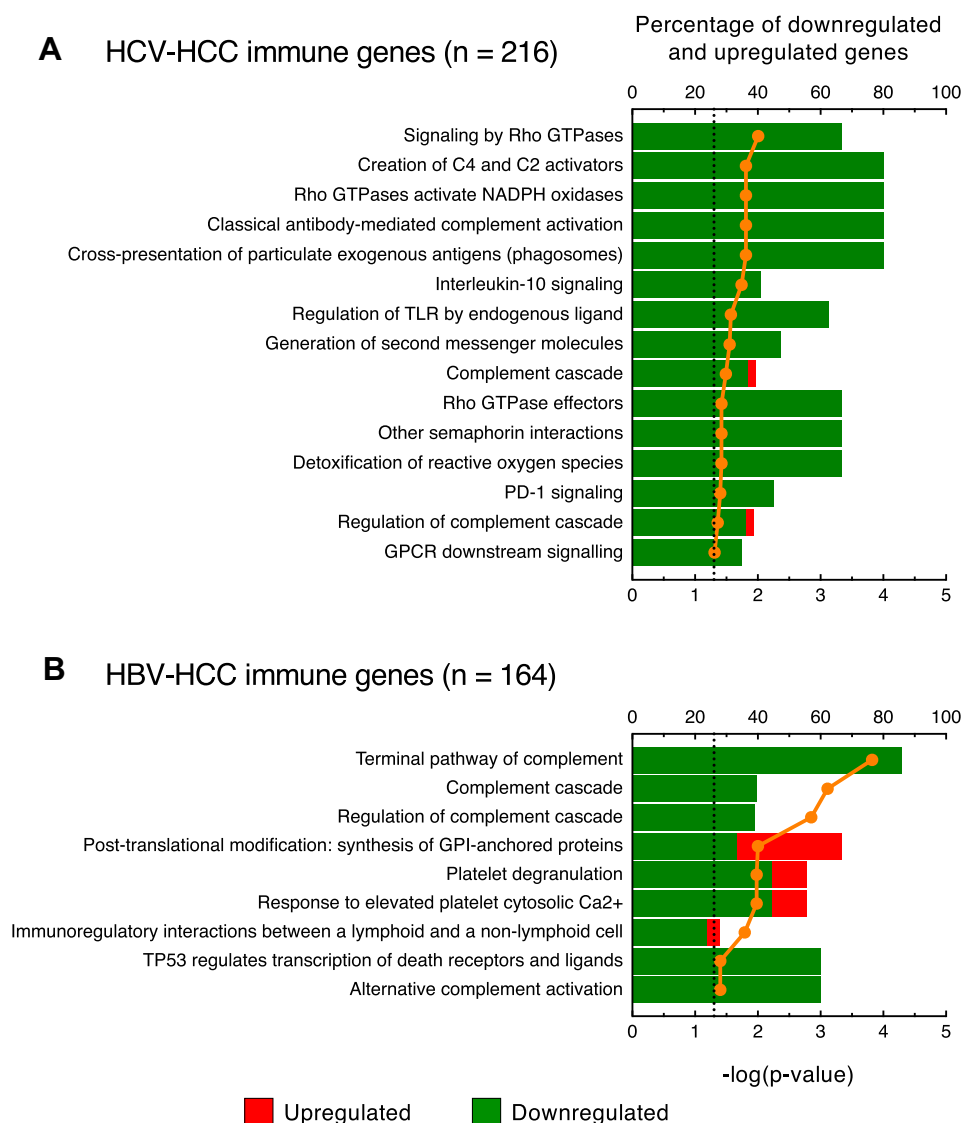 A HCV-HCC immune genes (n = 216)
Percentage of downregulated
and upregulated genes
0 20 40 60 80 100
Signaling by Rho GTPases
Creation of C4 and C2 activators
Rho GTPases activate NADPH oxidases
Classical antibody-mediated complement activation
Cross-presentation of particulate exogenous antigens (phagosomes)
Interleukin-10 signaling
Regulation of TLR by endogenous ligand
Generation of second messenger molecules
Complement cascade
Rho GTPase effectors
Other semaphorin interactions
Detoxification of reactive oxygen species
PD-1 signaling
Regulation of complement cascade
GPCR downstream signalling
0 1 2 3 4 5
B HBV-HCC immune genes (n = 164)
0 20 40 60 80 100
Terminal pathway of complement
Complement cascade
Regulation of complement cascade
Post-translational modification: synthesis of GPI-anchored proteins
Platelet degranulation
Response to elevated platelet cytosolic Ca2+
Immunoregulatory interactions between a lymphoid and a non-lymphoid cell
TP53 regulates transcription of death receptors and ligands
Alternative complement activation
0 1 2 3 4 5
-log(p-value)
Upregulated Downregulated